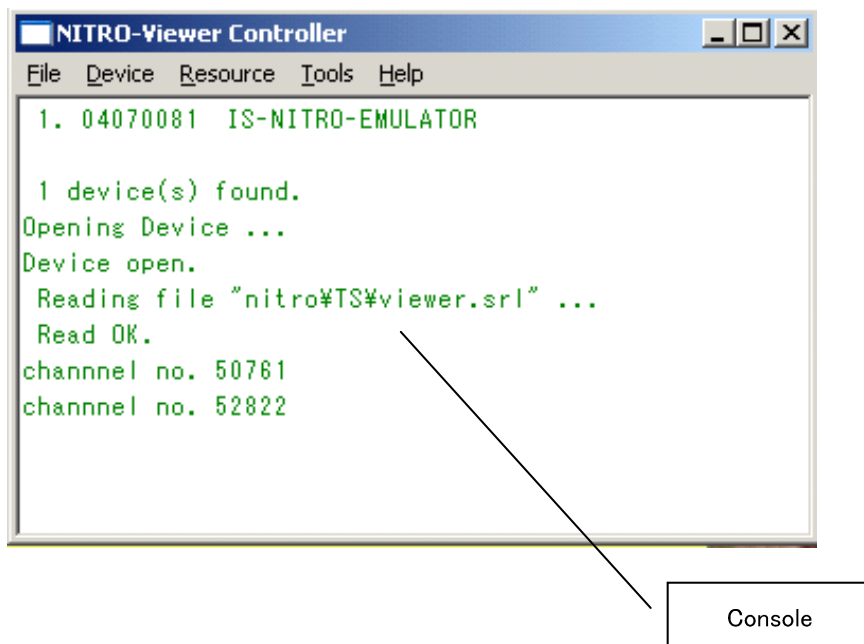 NITRO-Viewer Controller
File Device Resource Tools Help
1. 04070081 IS-NITRO-EMULATOR
1 device(s) found.
Opening Device ...
Device open.
Reading file "nitro¥TS¥viewer.srl" ...
Read OK.
channnel no. 50761
channnel no. 52822
Console